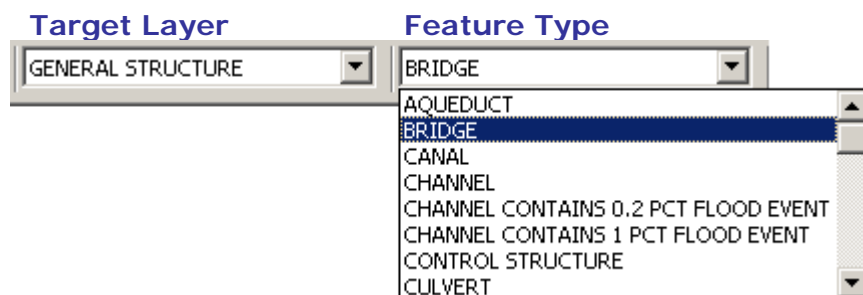 Target Layer Feature Type
GENERAL STRUCTURE BRIDGE
AQUEDUCT
BRIDGE
CANAL
CHANNEL
CHANNEL CONTAINS 0.2 PCT FLOOD EVENT
CHANNEL CONTAINS 1 PCT FLOOD EVENT
CONTROL STRUCTURE
CULVERT